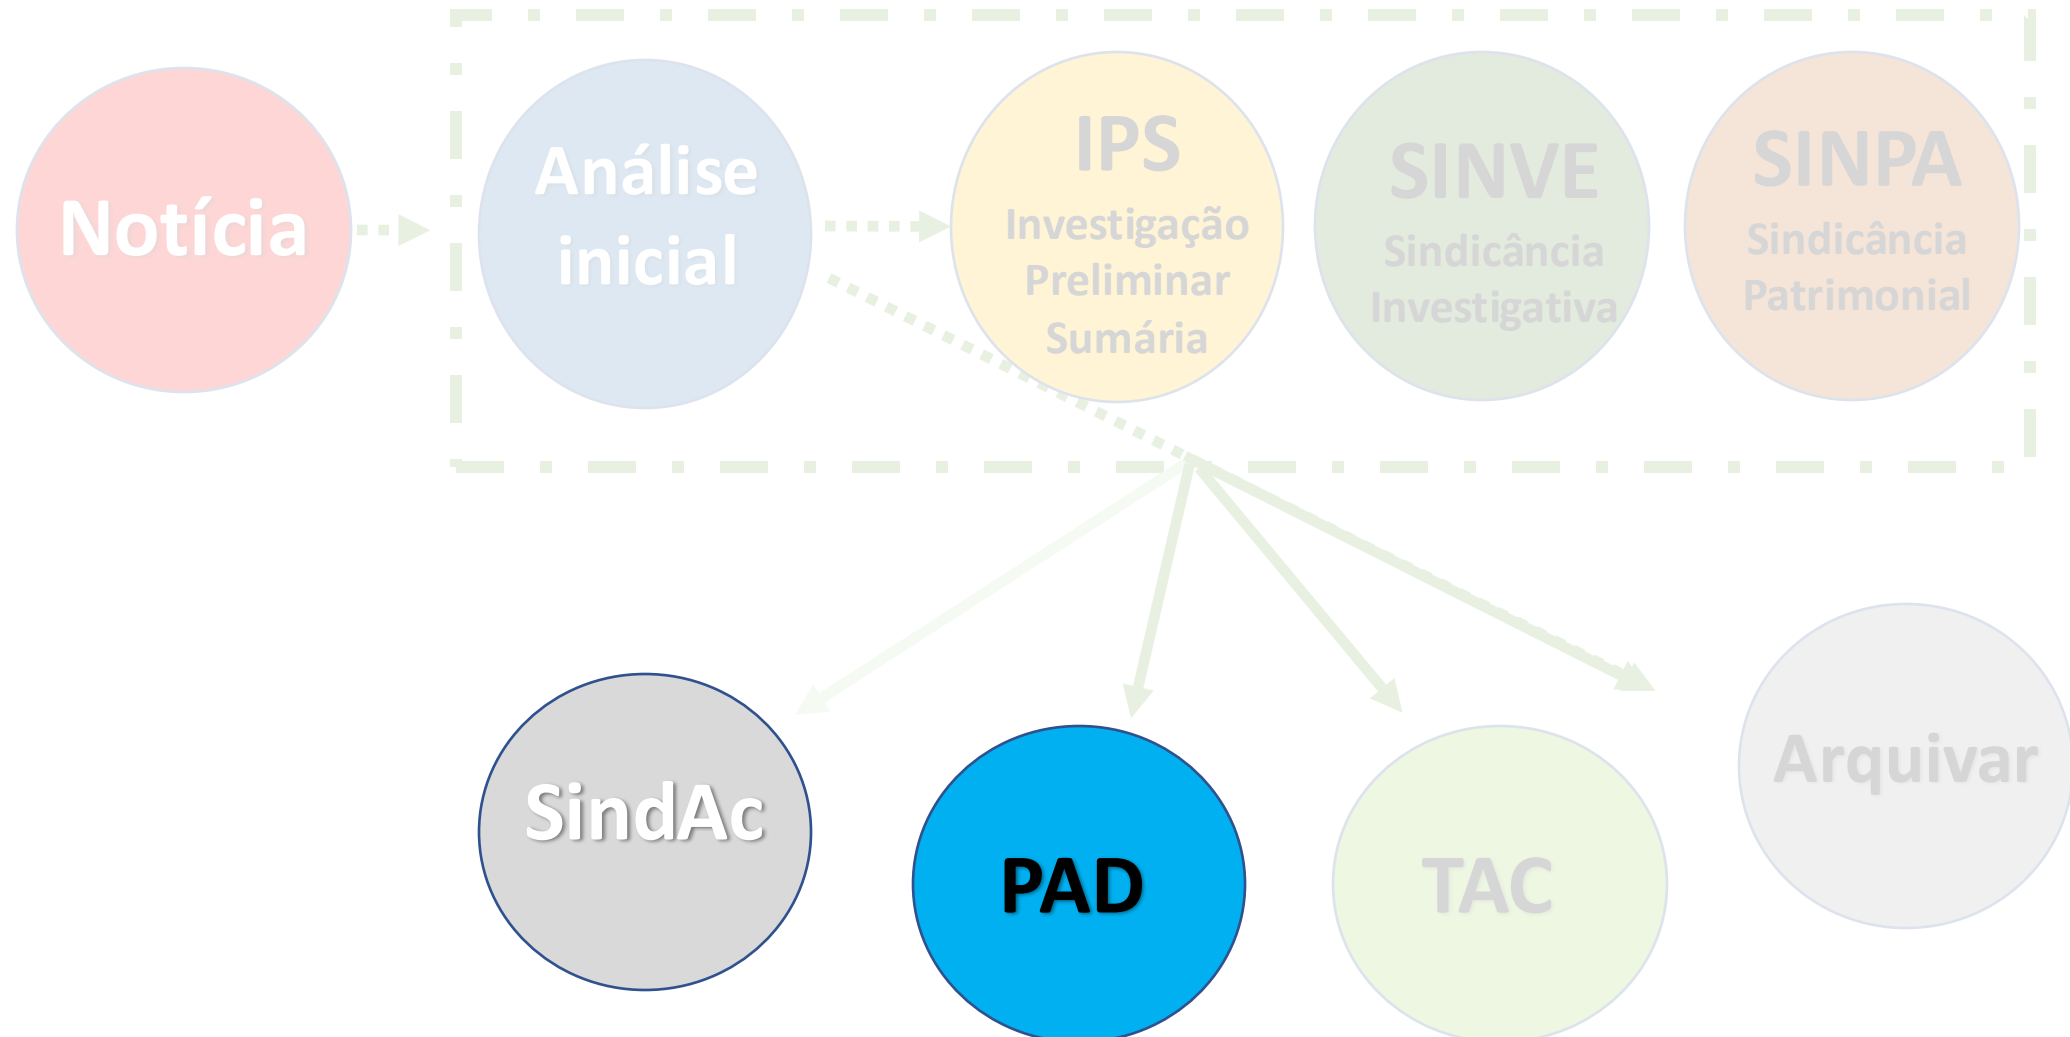 Notícia
Análise
inicial
IPS
Investigação
Preliminar
Sumária
SINVE
Sindicância
Investigativa
SINPA
Sindicância
Patrimonial
SindAc
PAD
TAC
Arquivar